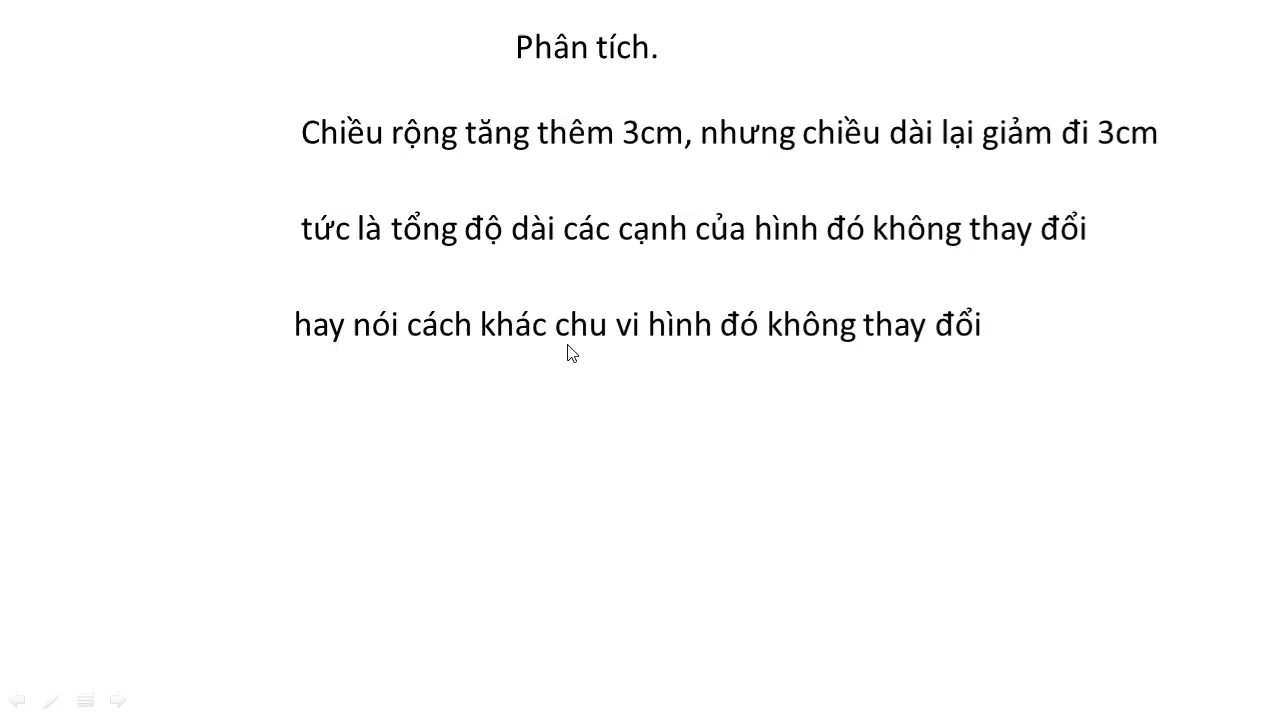 Phân tích.
Chiều rộng tăng thêm 3cm, nhưng chiều dài lại giảm đi 3cm
tức là tổng độ dài các cạnh của hình đó không thay đổi
hay nói cách khác chu vi hình đó không thay đổi